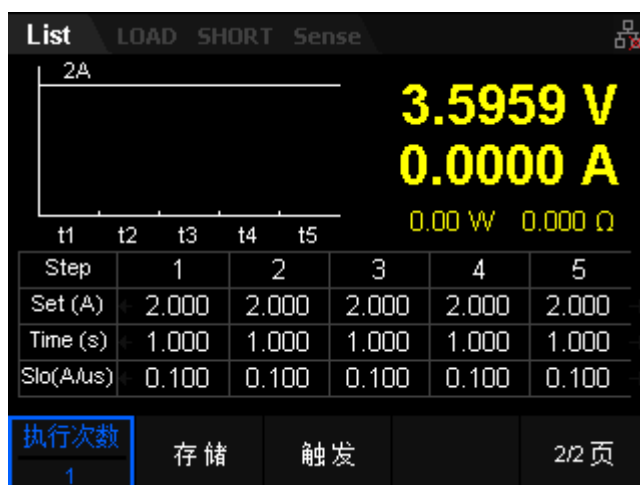 List LOAD SHORT Sense
2A
3.5959 V
0.0000 A
0.00 W 0.000 Ω
t1 t2 t3 t4 t5
Step 1 2 3 4 5
Set (A) 2.000 2.000 2.000 2.000 2.000
Time (s) 1.000 1.000 1.000 1.000 1.000
Slo(A/us) 0.100 0.100 0.100 0.100 0.100
执行次数 存储 触发 2/2 页
1